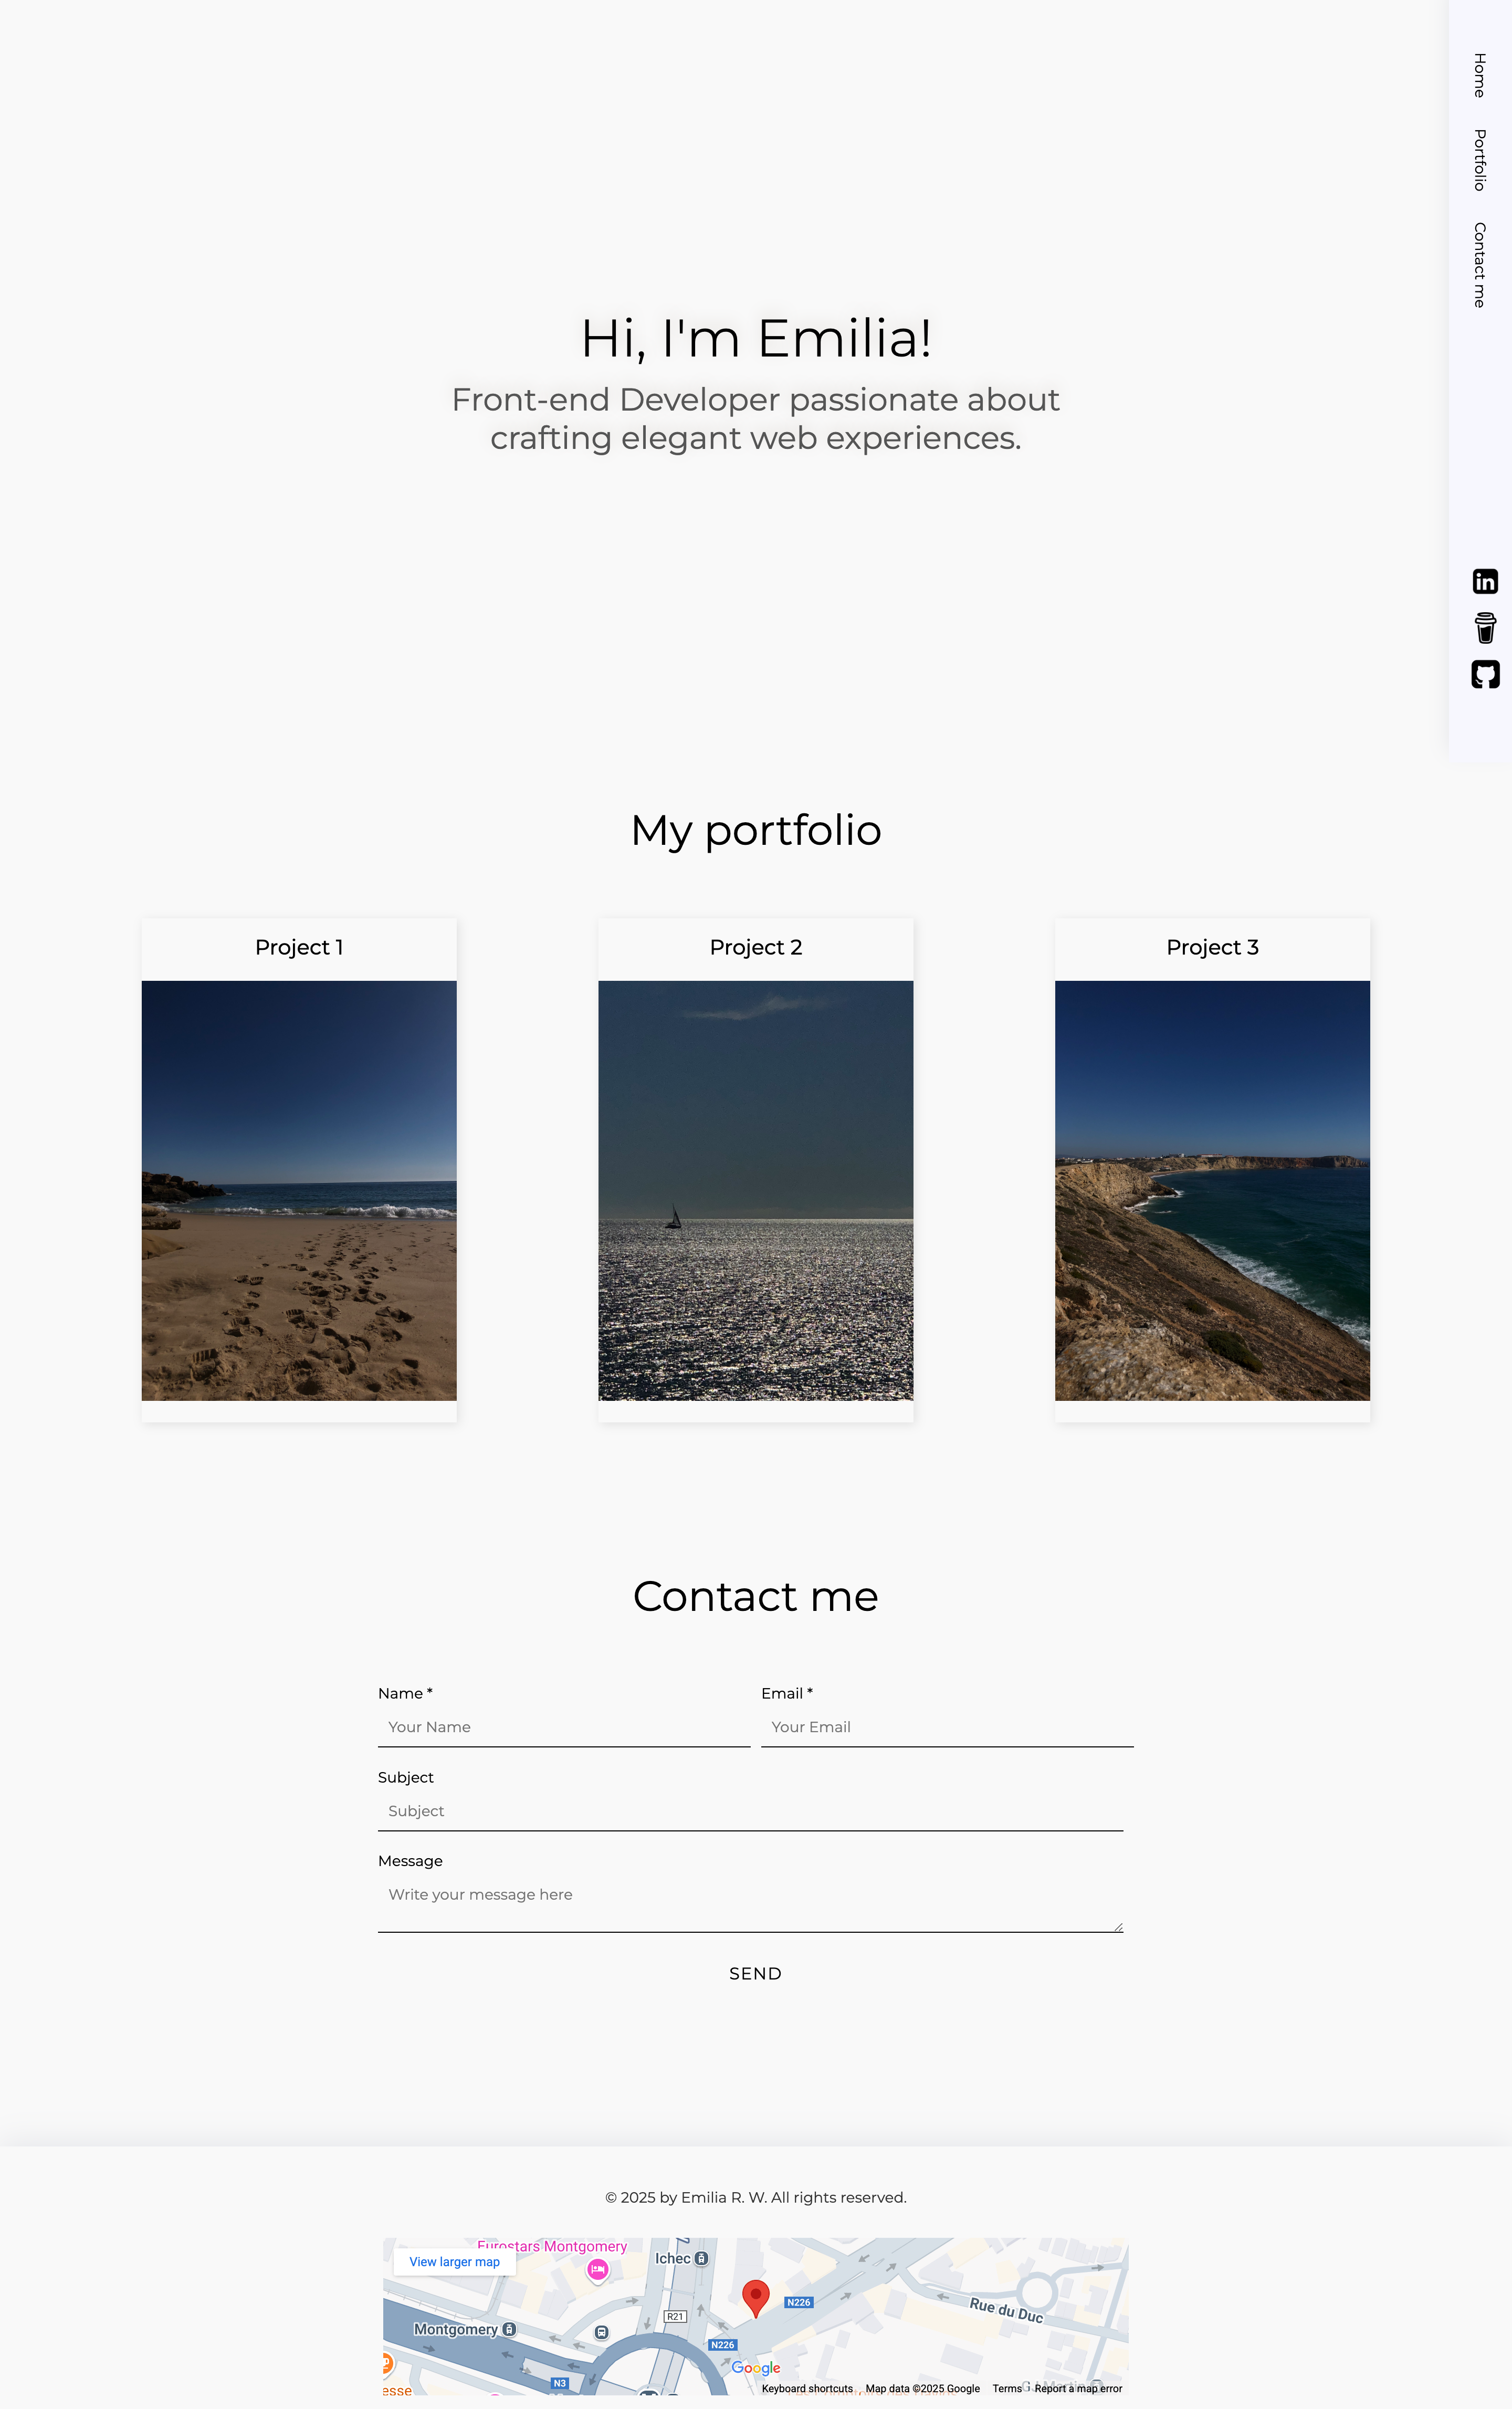 Home
Portfolio
Contact me
Hi, I'm Emilia!
Front-end Developer passionate about
crafting elegant web experiences.
in
My portfolio
Project 1
Project 2
Project 3
Contact me
Name *
Email *
Your Name
Your Email
Subject
Subject
Message
Write your message here
SEND
© 2025 by Emilia R. W. All rights reserved.
Eurostars Montgomery
View larger map
Ichec
N226
Rue du Duc
R21
Montgomery
N226
Google
N3
esse
Keyboard shortcuts
Map data ©2025 Google
Terms
Report a map error